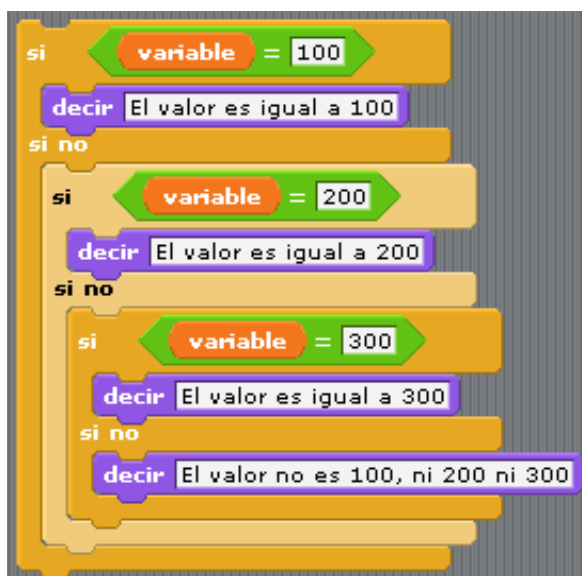 si variable = 100
decir El valor es igual a 100
si no
si variable = 200
decir El valor es igual a 200
si no
si variable = 300
decir El valor es igual a 300
si no
decir El valor no es 100, ni 200 ni 300